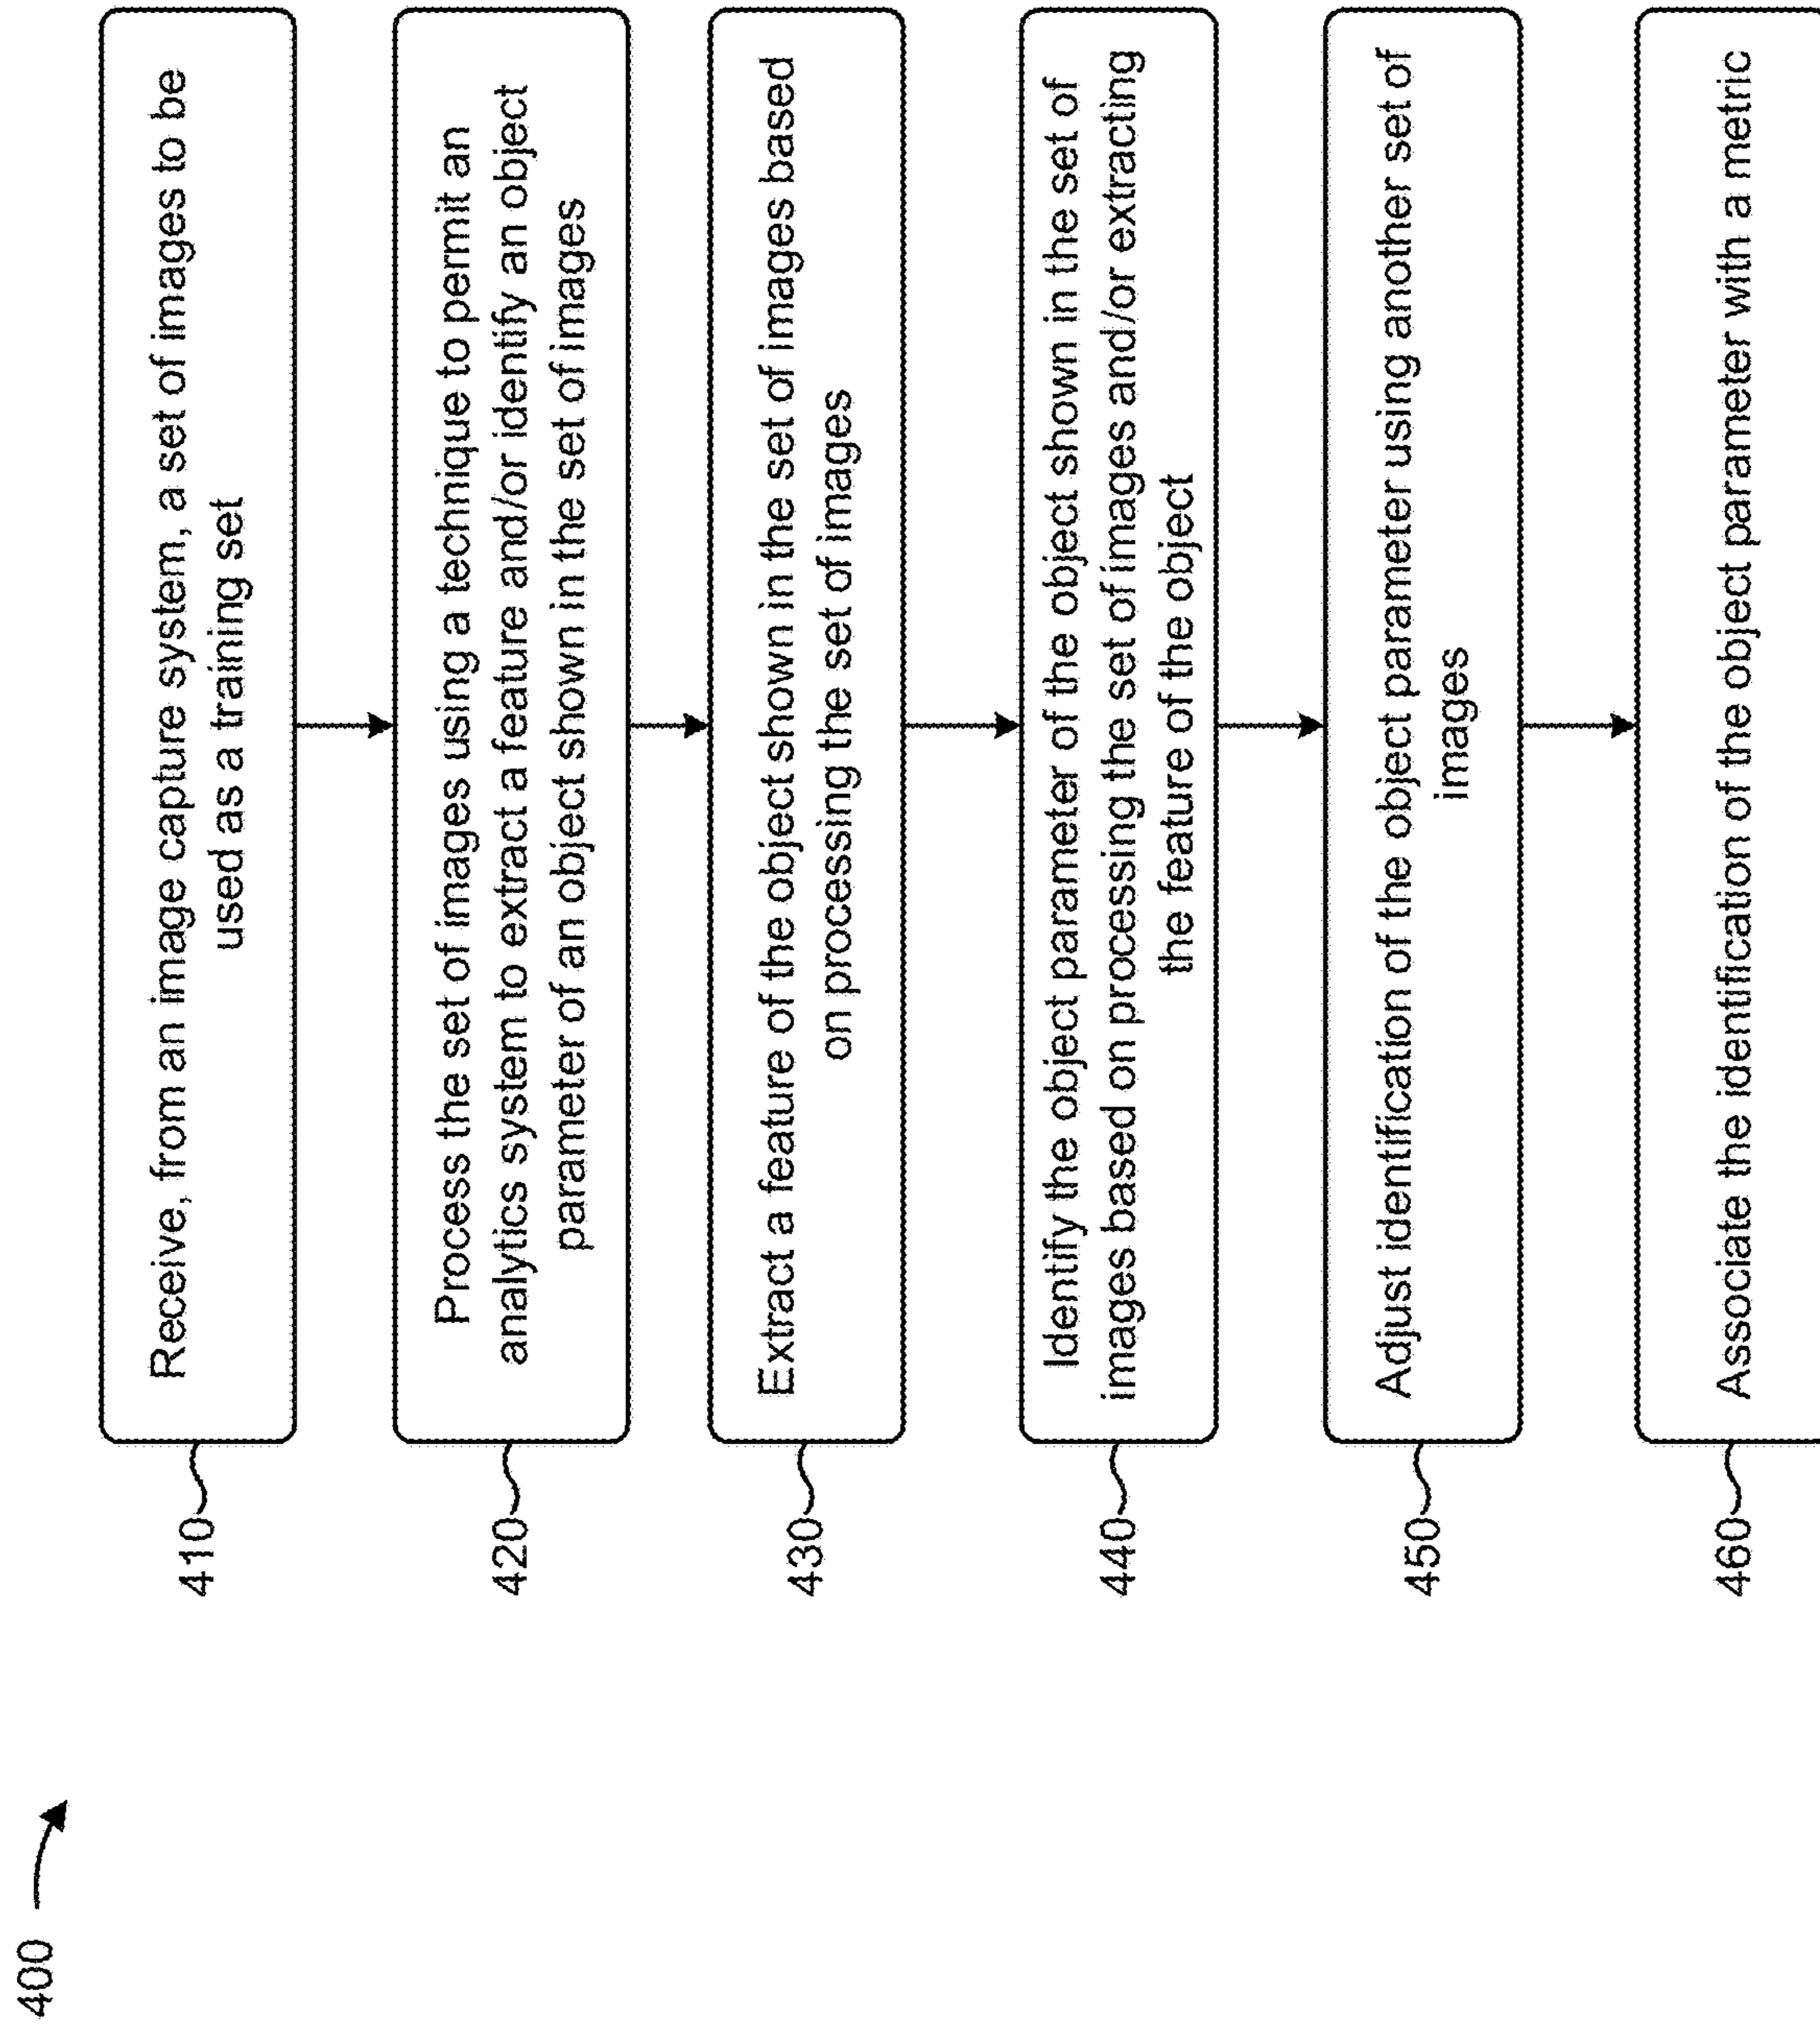 400
410
Receive, from an image capture system, a set of images to be
used as a training set
420
Process the set of images using a technique to permit an
analytics system to extract a feature and/or identify an object
parameter of an object shown in the set of images
430
Extract a feature of the object shown in the set of images based
on processing the set of images
440
Identify the object parameter of the object shown in the set of
images based on processing the set of images and/or extracting
the feature of the object
450
Adjust identification of the object parameter using another set of
images
460
Associate the identification of the object parameter with a metric